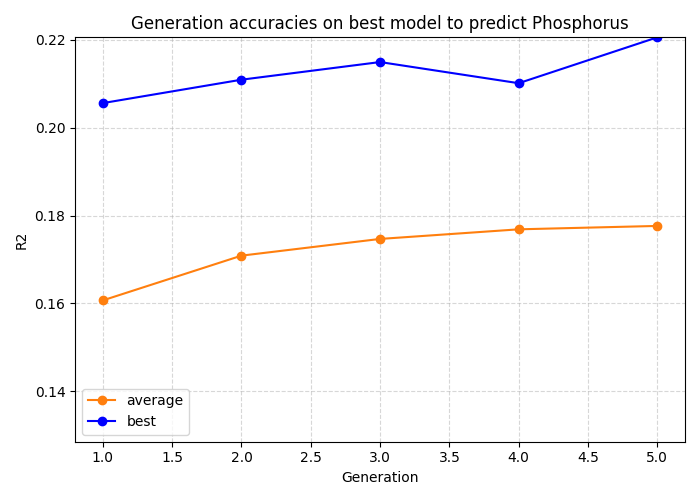 Generation accuracies on best model to predict Phosphorus
0.22
0.20
0.18
0.16
0.14
R2
average
best
1.0 1.5 2.0 2.5 3.0 3.5 4.0 4.5 5.0
Generation